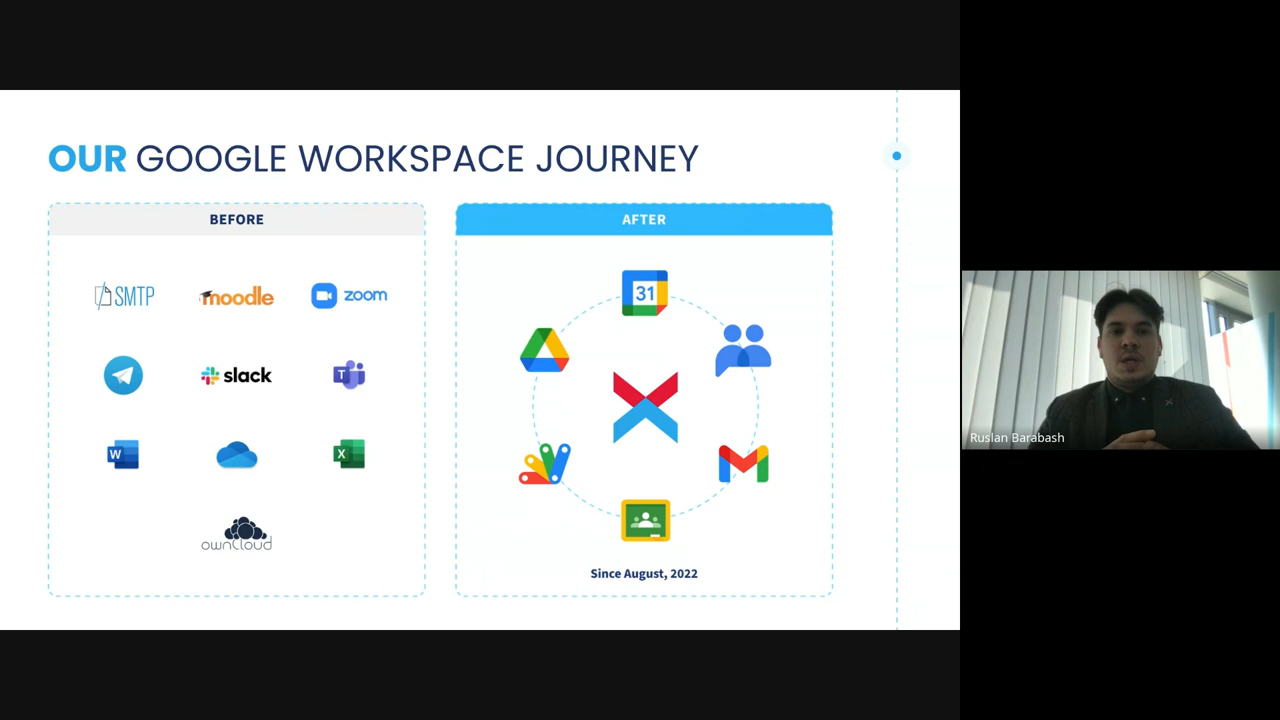 OUR GOOGLE WORKSPACE JOURNEY
BEFORE
SMTP
moodle
zoom
slack
T
W
X
ownCloud
AFTER
31
Since August, 2022
Ruslan Barabash